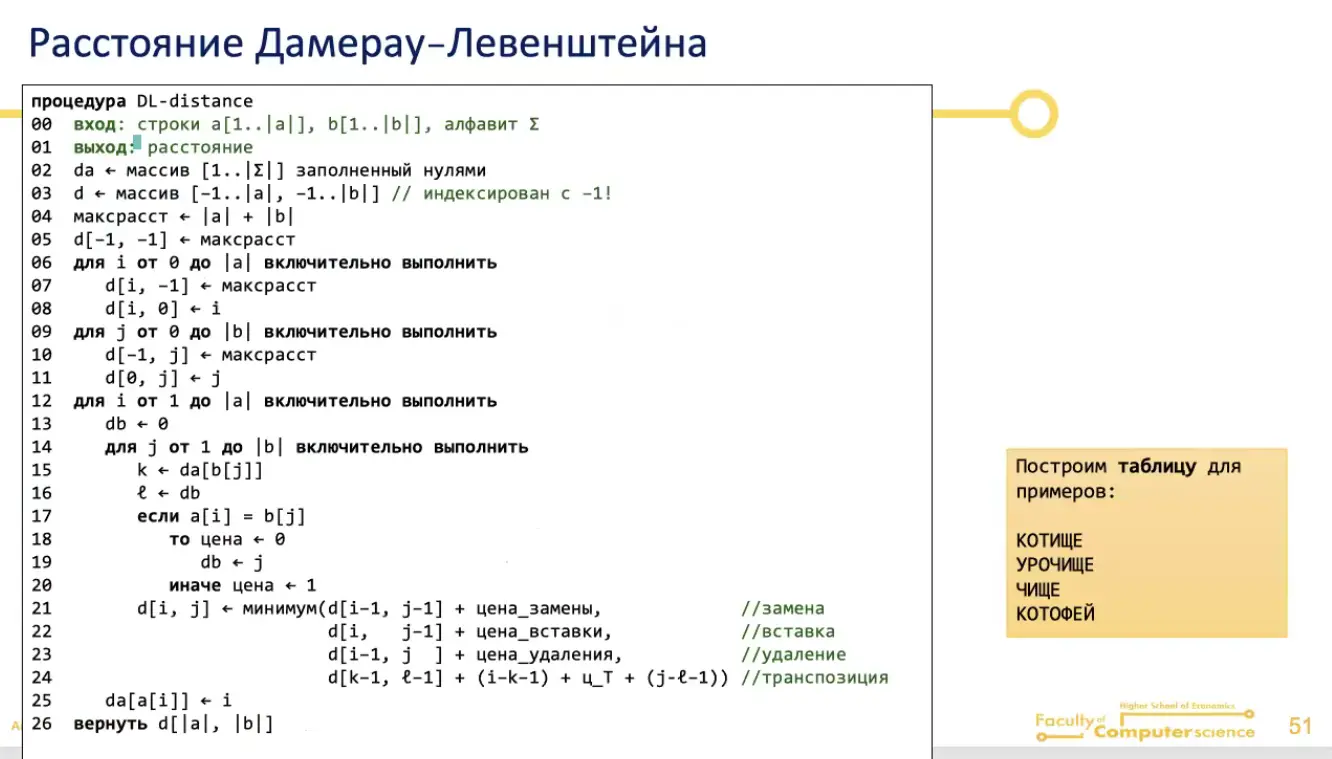 Расстояние Дамерау–Левенштейна
процедура DL-distance
00 вход: строки a[1..|a|], b[1..|b|], алфавит Σ
01 выход: расстояние
02 da ← массив [1..|Σ|] заполненный нулями
03 d ← массив [–1..|a|, –1..|b|] // индексирован с –1!
04 максрасст ← |a| + |b|
05 d[–1, –1] ← максрасст
06 для i от 0 до |a| включительно выполнить
07 d[i, –1] ← максрасст
08 d[i, 0] ← i
09 для j от 0 до |b| включительно выполнить
10 d[–1, j] ← максрасст
11 d[0, j] ← j
12 для i от 1 до |a| включительно выполнить
13 db ← 0
14 для j от 1 до |b| включительно выполнить
15 k ← da[b[j]]
16 ℓ ← db
17 если a[i] = b[j]
18 то цена ← 0
19 db ← j
20 иначе цена ← 1
21 d[i, j] ← минимум(d[i-1, j-1] + цена_замены, //замена
22 d[i, j-1] + цена_вставки, //вставка
23 d[i-1, j ] + цена_удаления, //удаление
24 d[k-1, ℓ-1] + (i-k-1) + ц_Т + (j-ℓ-1)) //транспозиция
25 da[a[i]] ← i
26 вернуть d[|a|, |b|]
Построим таблицу для
примеров:
КОТИЩЕ
УРОЧИЩЕ
ЧИЩЕ
КОТОФЕЙ
Higher School of Economics
Faculty of
Computer science
51